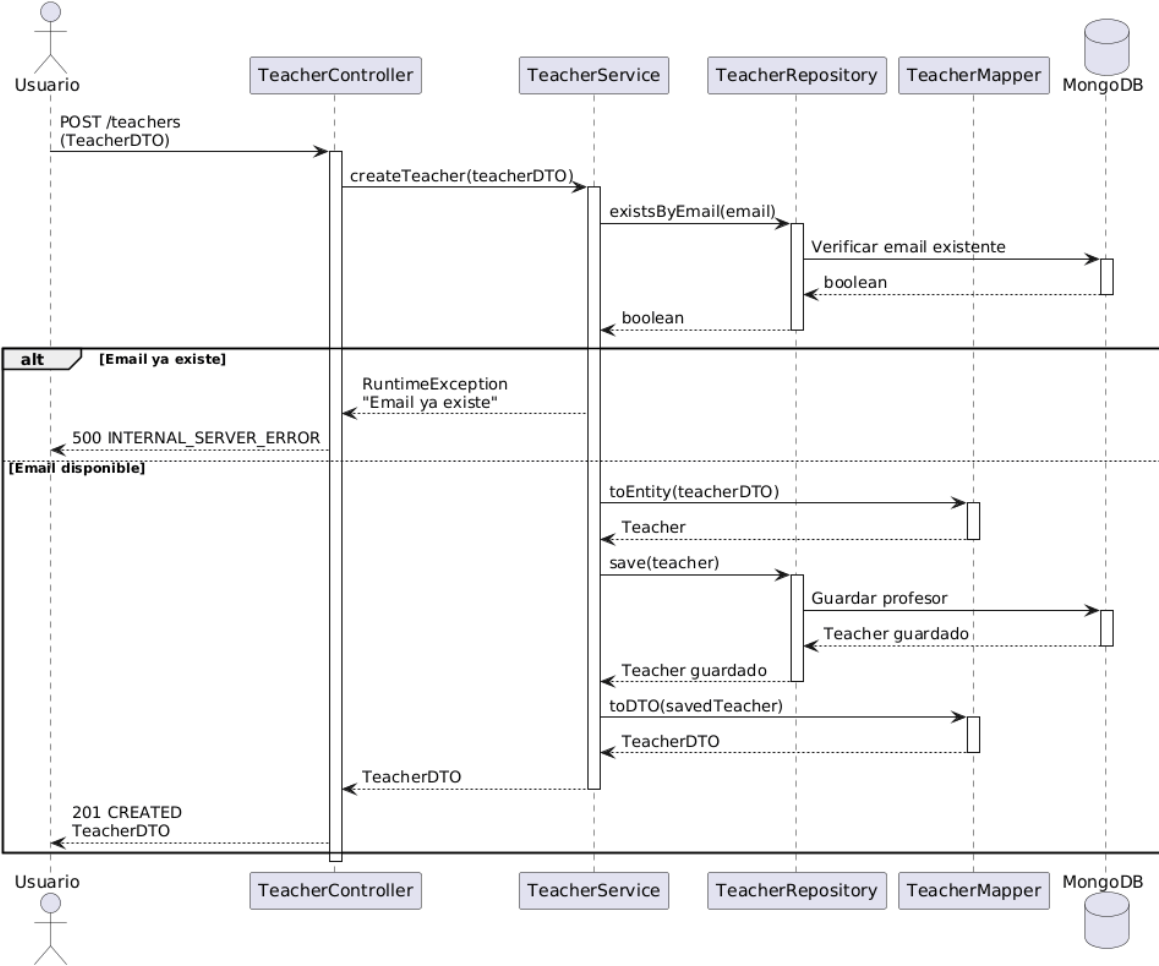 Usuario
TeacherController
TeacherService
TeacherRepository
TeacherMapper
MongoDB
POST /teachers
(TeacherDTO)
createTeacher(teacherDTO)
existsByEmail(email)
Verificar email existente
boolean
boolean
alt
[Email ya existe]
RuntimeException
"Email ya existe"
500 INTERNAL_SERVER_ERROR
[Email disponible]
toEntity(teacherDTO)
Teacher
save(teacher)
Guardar profesor
Teacher guardado
Teacher guardado
toDTO(savedTeacher)
TeacherDTO
TeacherDTO
201 CREATED
TeacherDTO
Usuario
TeacherController
TeacherService
TeacherRepository
TeacherMapper
MongoDB